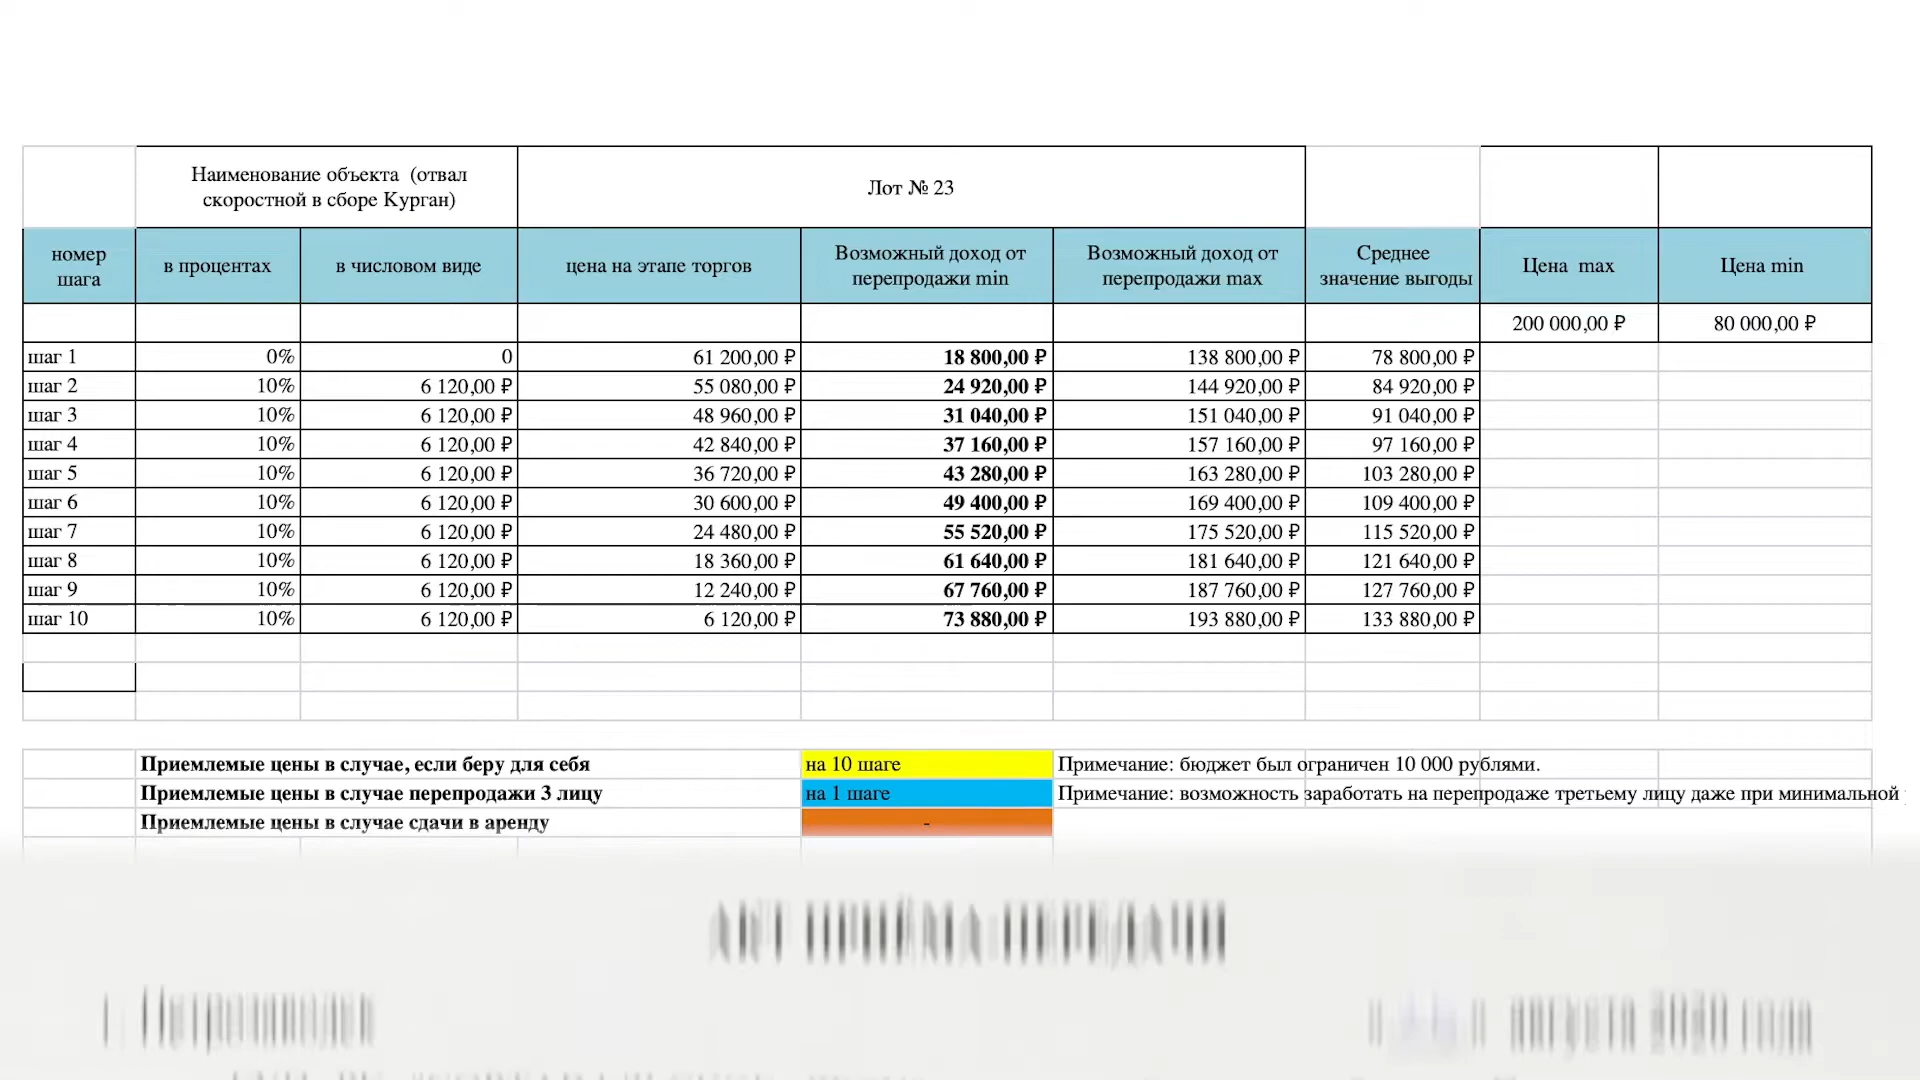 Наименование объекта (отвал
скоростной в сборе Курган)
Лот № 23
номер шага
в процентах
в числовом виде
цена на этапе торгов
Возможный доход от
перепродажи min
Возможный доход от
перепродажи max
Среднее
значение выгоды
Цена max
Цена min
200 000,00 ₽ 80 000,00 ₽
шаг 1 0% 0 61 200,00 ₽ 18 800,00 ₽ 138 800,00 ₽ 78 800,00 ₽
шаг 2 10% 6 120,00 ₽ 55 080,00 ₽ 24 920,00 ₽ 144 920,00 ₽ 84 920,00 ₽
шаг 3 10% 6 120,00 ₽ 48 960,00 ₽ 31 040,00 ₽ 151 040,00 ₽ 91 040,00 ₽
шаг 4 10% 6 120,00 ₽ 42 840,00 ₽ 37 160,00 ₽ 157 160,00 ₽ 97 160,00 ₽
шаг 5 10% 6 120,00 ₽ 36 720,00 ₽ 43 280,00 ₽ 163 280,00 ₽ 103 280,00 ₽
шаг 6 10% 6 120,00 ₽ 30 600,00 ₽ 49 400,00 ₽ 169 400,00 ₽ 109 400,00 ₽
шаг 7 10% 6 120,00 ₽ 24 480,00 ₽ 55 520,00 ₽ 175 520,00 ₽ 115 520,00 ₽
шаг 8 10% 6 120,00 ₽ 18 360,00 ₽ 61 640,00 ₽ 181 640,00 ₽ 121 640,00 ₽
шаг 9 10% 6 120,00 ₽ 12 240,00 ₽ 67 760,00 ₽ 187 760,00 ₽ 127 760,00 ₽
шаг 10 10% 6 120,00 ₽ 6 120,00 ₽ 73 880,00 ₽ 193 880,00 ₽ 133 880,00 ₽
Приемлемые цены в случае, если беру для себя на 10 шаге Примечание: бюджет был ограничен 10 000 рублями.
Приемлемые цены в случае перепродажи 3 лицу на 1 шаге Примечание: возможность заработать на перепродаже третьему лицу даже при минимальной
Приемлемые цены в случае сдачи в аренду -
АКТ ПРИЁМА-ПЕРЕДАЧИ
августа 2020 года